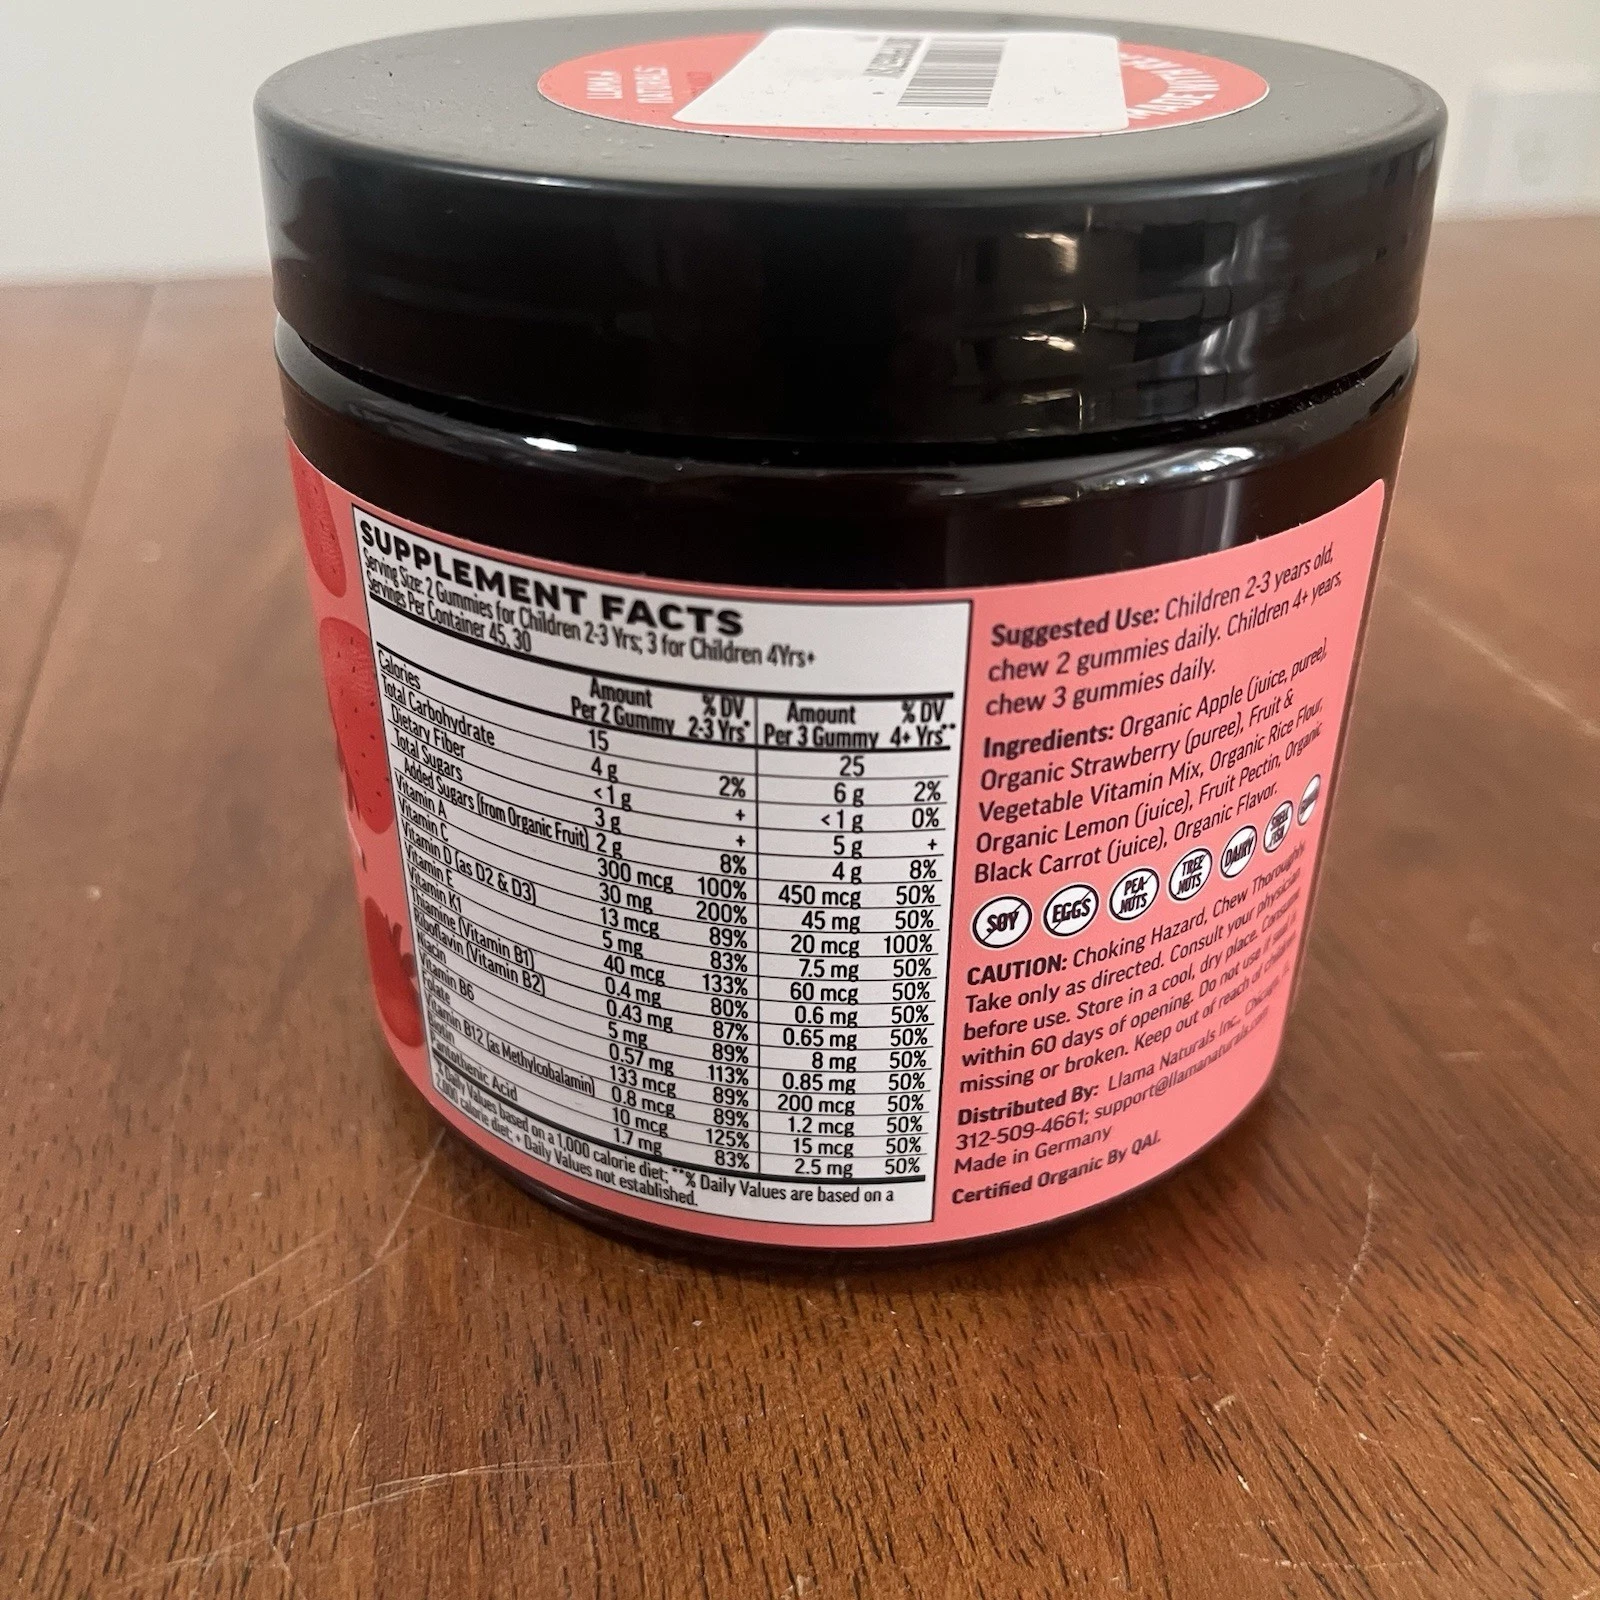 LLAMA
NATURALS
SUPPLEMENT FACTS
Serving Size: 2 Gummies for Children 2-3 Yrs; 3 for Children 4Yrs+
Servings Per Container 45, 30
Amount Per 2 Gummy % DV 2-3 Yrs* Amount Per 3 Gummy % DV 4+ Yrs**
Calories 15 25
Total Carbohydrate 4 g 2% 6 g 2%
Dietary Fiber <1 g + <1 g 0%
Total Sugars 3 g + 5 g +
Added Sugars (from Organic Fruit) 2 g 8% 4 g 8%
Vitamin A 300 mcg 100% 450 mcg 50%
Vitamin C 30 mg 200% 45 mg 50%
Vitamin D (as D2 & D3) 13 mcg 89% 20 mcg 100%
Vitamin E 5 mg 83% 7.5 mg 50%
Vitamin K1 40 mcg 133% 60 mcg 50%
Thiamine (Vitamin B1) 0.4 mg 80% 0.6 mg 50%
Riboflavin (Vitamin B2) 0.43 mg 87% 0.65 mg 50%
Niacin 5 mg 89% 8 mg 50%
Vitamin B6 0.57 mg 113% 0.85 mg 50%
Folate 133 mcg 89% 200 mcg 50%
Vitamin B12 (as Methylcobalamin) 0.8 mcg 89% 1.2 mcg 50%
Biotin 10 mcg 125% 15 mcg 50%
Pantothenic Acid 1.7 mg 83% 2.5 mg 50%
*% Daily Values based on a 1,000 calorie diet; **% Daily Values are based on a
2,000 calorie diet; + Daily Values not established.
Suggested Use: Children 2-3 years old,
chew 2 gummies daily. Children 4+ years,
chew 3 gummies daily.
Ingredients: Organic Apple (juice, puree),
Organic Strawberry (puree), Fruit &
Vegetable Vitamin Mix, Organic Rice Flour,
Organic Lemon (juice), Fruit Pectin, Organic
Black Carrot (juice), Organic Flavor.
SOY EGGS PEA-NUTS TREE NUTS DAIRY SHELL FISH
CAUTION: Choking Hazard, Chew Thoroughly.
Take only as directed. Consult your physician
before use. Store in a cool, dry place. Consume
within 60 days of opening. Do not use if seal is
missing or broken. Keep out of reach of children.
Distributed By: Llama Naturals Inc., Chicago, IL
312-509-4661; support@llamanaturals.com
Made in Germany
Certified Organic By QAI.